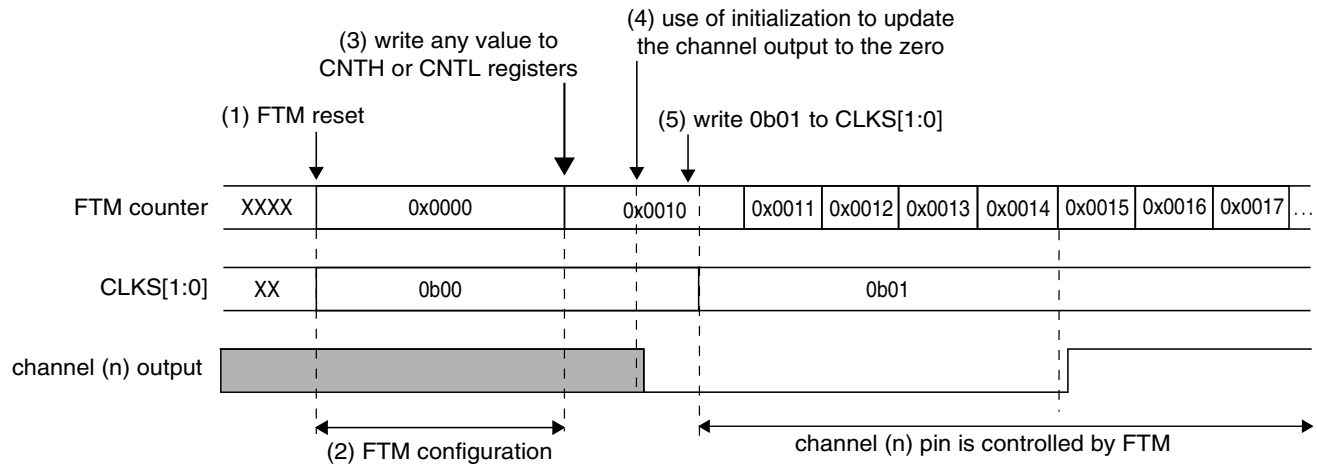 (4) use of initialization to update
the channel output to the zero
(3) write any value to
CNTH or CNTL registers
(1) FTM reset
(5) write 0b01 to CLKS[1:0]
FTM counter XXXX 0x0000 0x0010 0x0011 0x0012 0x0013 0x0014 0x0015 0x0016 0x0017 ...
CLKS[1:0] XX 0b00 0b01
channel (n) output
(2) FTM configuration
channel (n) pin is controlled by FTM